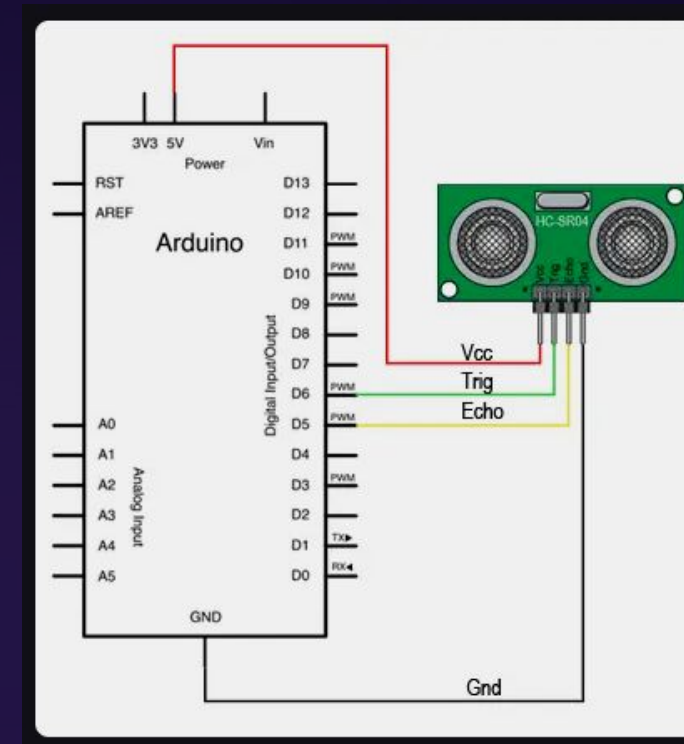 3V3 5V Vin
Power
RST D13
AREF D12
Arduino
D11 PWM
D10 PWM
D9 PWM
D8
D7
D6 PWM
A0 D5 PWM
A1 D4
A2 D3 PWM
A3 D2
A4 D1 TX▶
A5 D0 RX◀
Digital Input/Output
Analog Input
GND
HC-SR04
Vcc
Trig
Echo
Gnd
Vcc
Trig
Echo
Gnd